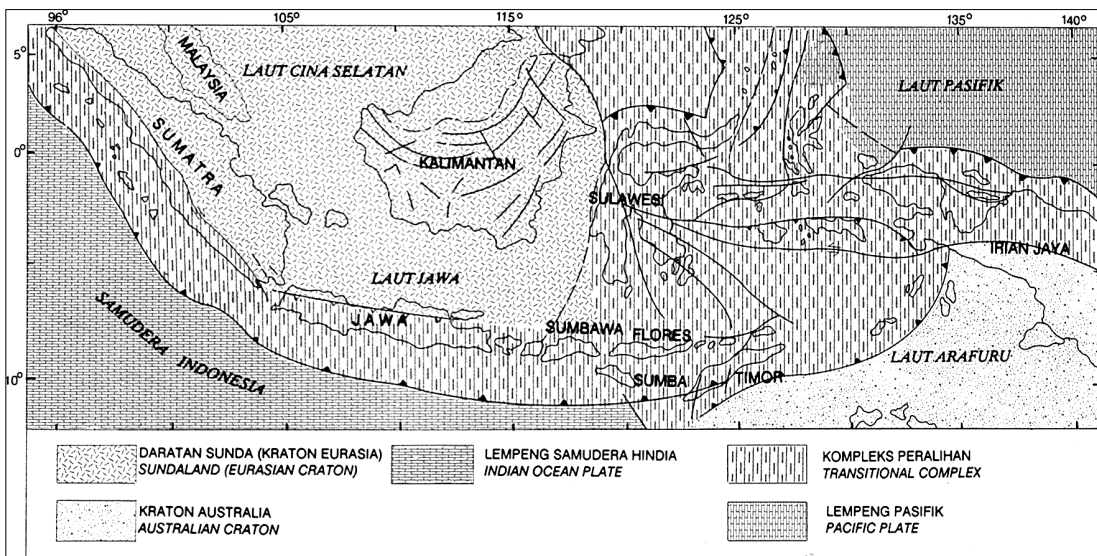 96° 105° 115° 125° 135° 140°
5°
0°
10°
MALAYSIA
LAUT CINA SELATAN
LAUT PASIFIK
SUMATRA
KALIMANTAN
SULAWESI
IRIAN JAYA
LAUT JAWA
JAWA
SUMBAWA FLORES
SAMUDERA INDONESIA
LAUT ARAFURU
SUMBA TIMOR
DARATAN SUNDA (KRATON EURASIA)
SUNDALAND (EURASIAN CRATON)
LEMPENG SAMUDERA HINDIA
INDIAN OCEAN PLATE
KOMPLEKS PERALIHAN
TRANSITIONAL COMPLEX
KRATON AUSTRALIA
AUSTRALIAN CRATON
LEMPENG PASIFIK
PACIFIC PLATE